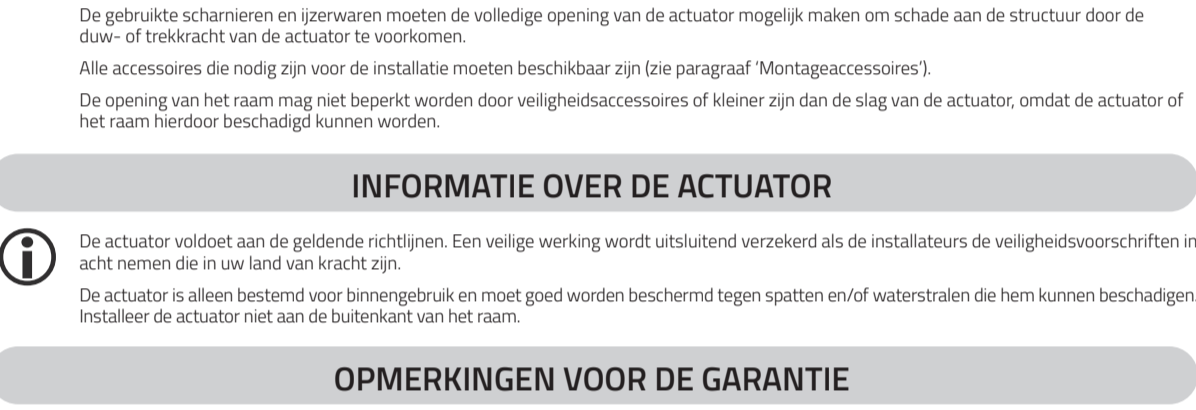 De gebruikte scharnieren en ijzerwaren moeten de volledige opening van de actuator mogelijk maken om schade aan de structuur door de
duw- of trekkracht van de actuator te voorkomen.
Alle accessoires die nodig zijn voor de installatie moeten beschikbaar zijn (zie paragraaf ‘Montageaccessoires’).
De opening van het raam mag niet beperkt worden door veiligheidsaccessoires of kleiner zijn dan de slag van de actuator, omdat de actuator of
het raam hierdoor beschadigd kunnen worden.
INFORMATIE OVER DE ACTUATOR
De actuator voldoet aan de geldende richtlijnen. Een veilige werking wordt uitsluitend verzekerd als de installateurs de veiligheidsvoorschriften in
acht nemen die in uw land van kracht zijn.
De actuator is alleen bestemd voor binnengebruik en moet goed worden beschermd tegen spatten en/of waterstralen die hem kunnen beschadigen.
Installeer de actuator niet aan de buitenkant van het raam.
OPMERKINGEN VOOR DE GARANTIE